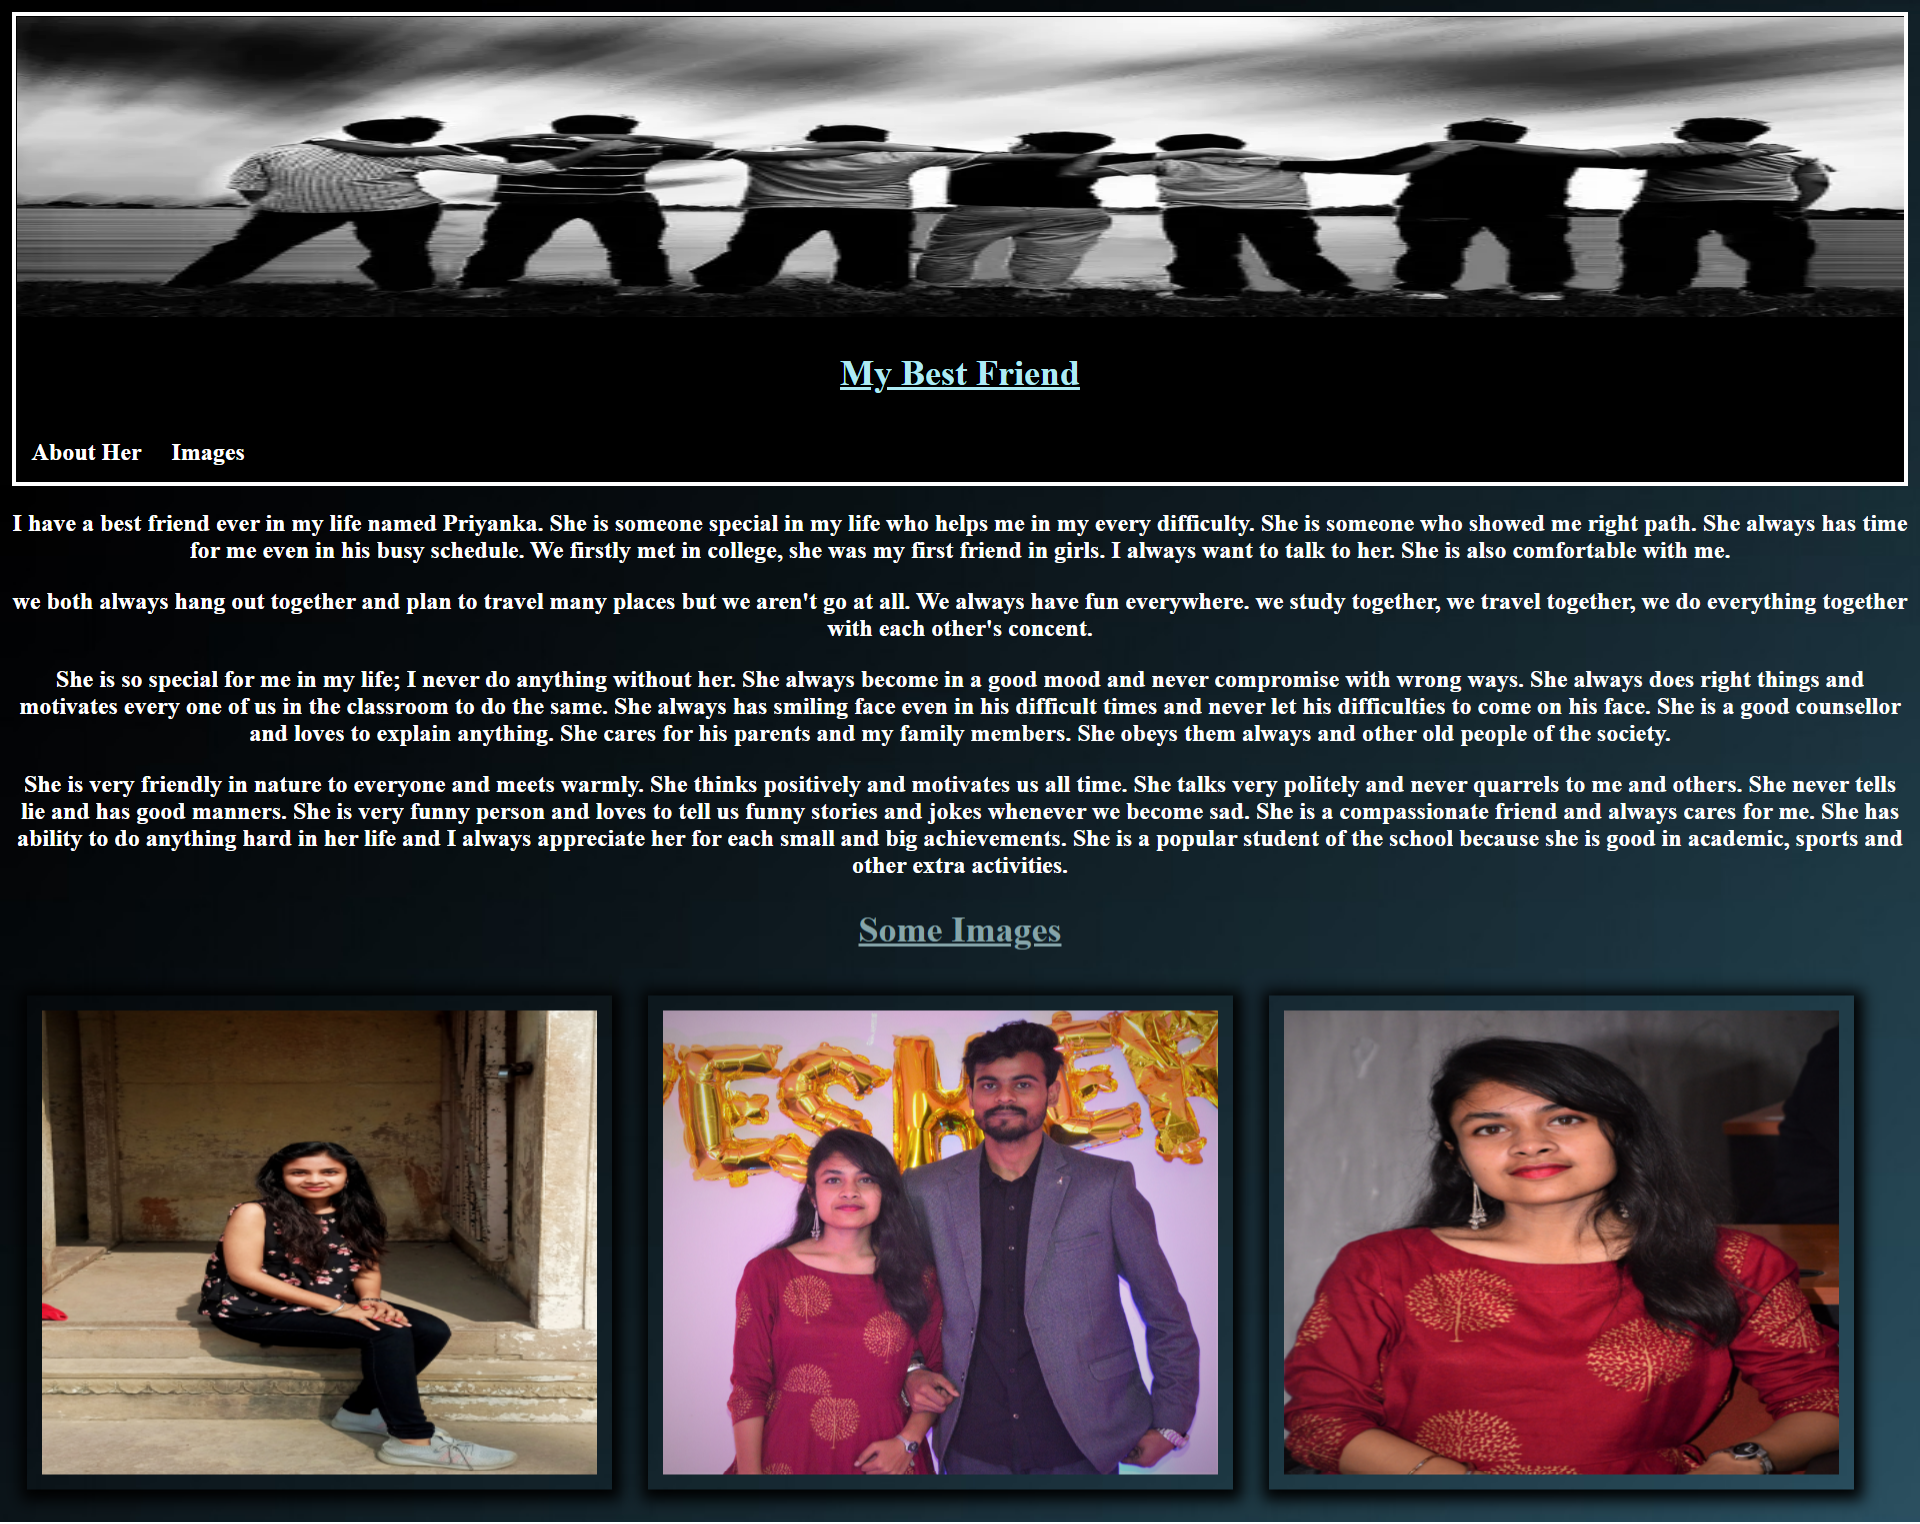 My Best Friend
About Her Images
I have a best friend ever in my life named Priyanka. She is someone special in my life who helps me in my every difficulty. She is someone who showed me right path. She always has time
for me even in his busy schedule. We firstly met in college, she was my first friend in girls. I always want to talk to her. She is also comfortable with me.
we both always hang out together and plan to travel many places but we aren't go at all. We always have fun everywhere. we study together, we travel together, we do everything together
with each other's concent.
She is so special for me in my life; I never do anything without her. She always become in a good mood and never compromise with wrong ways. She always does right things and
motivates every one of us in the classroom to do the same. She always has smiling face even in his difficult times and never let his difficulties to come on his face. She is a good counsellor
and loves to explain anything. She cares for his parents and my family members. She obeys them always and other old people of the society.
She is very friendly in nature to everyone and meets warmly. She thinks positively and motivates us all time. She talks very politely and never quarrels to me and others. She never tells
lie and has good manners. She is very funny person and loves to tell us funny stories and jokes whenever we become sad. She is a compassionate friend and always cares for me. She has
ability to do anything hard in her life and I always appreciate her for each small and big achievements. She is a popular student of the school because she is good in academic, sports and
other extra activities.
Some Images